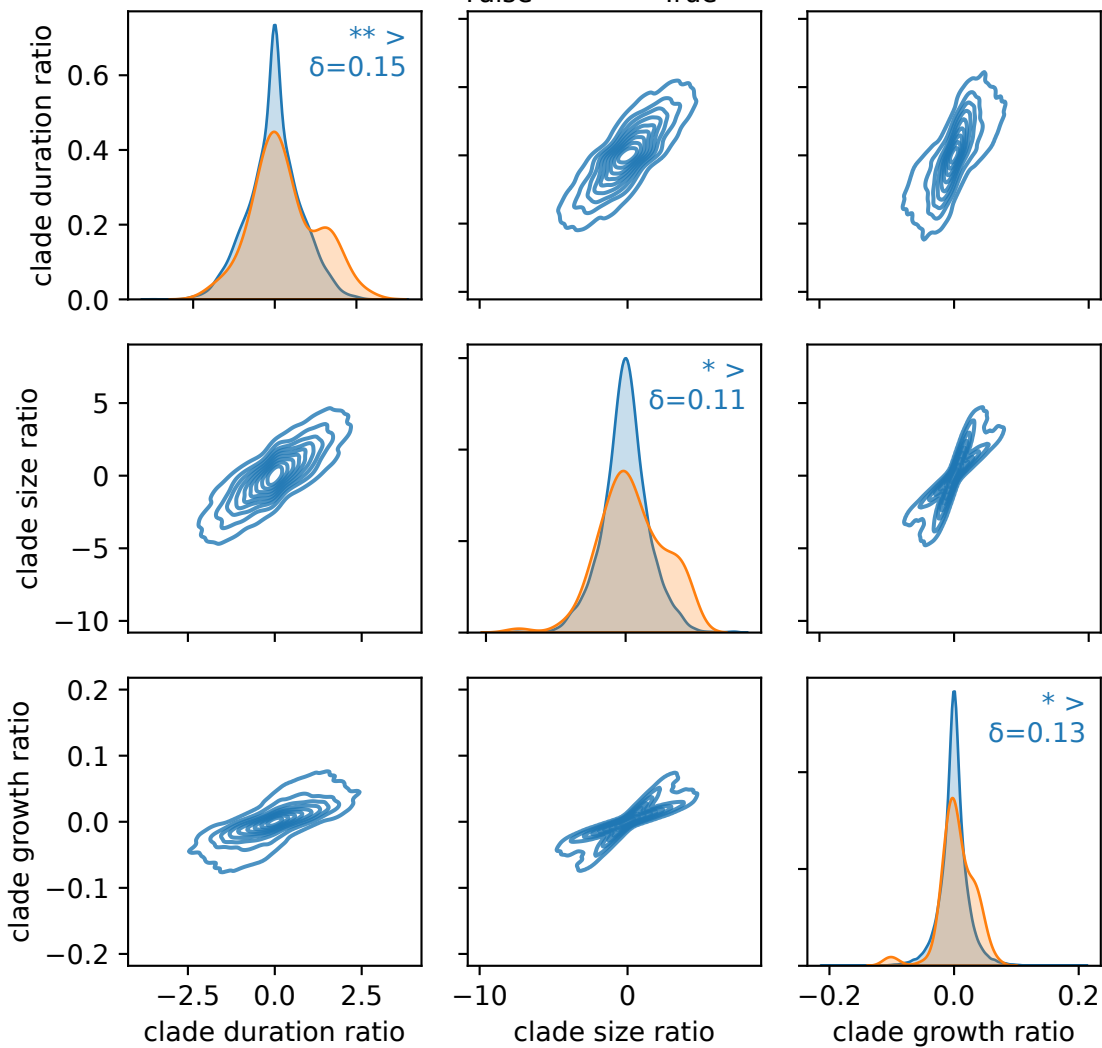 clade duration ratio
0.6
0.4
0.2
0.0
** >
δ=0.15
clade size ratio
5
0
−5
−10
* >
δ=0.11
clade growth ratio
0.2
0.1
0.0
−0.1
−0.2
* >
δ=0.13
−2.5 0.0 2.5
−10 0
−0.2 0.0 0.2
clade duration ratio
clade size ratio
clade growth ratio